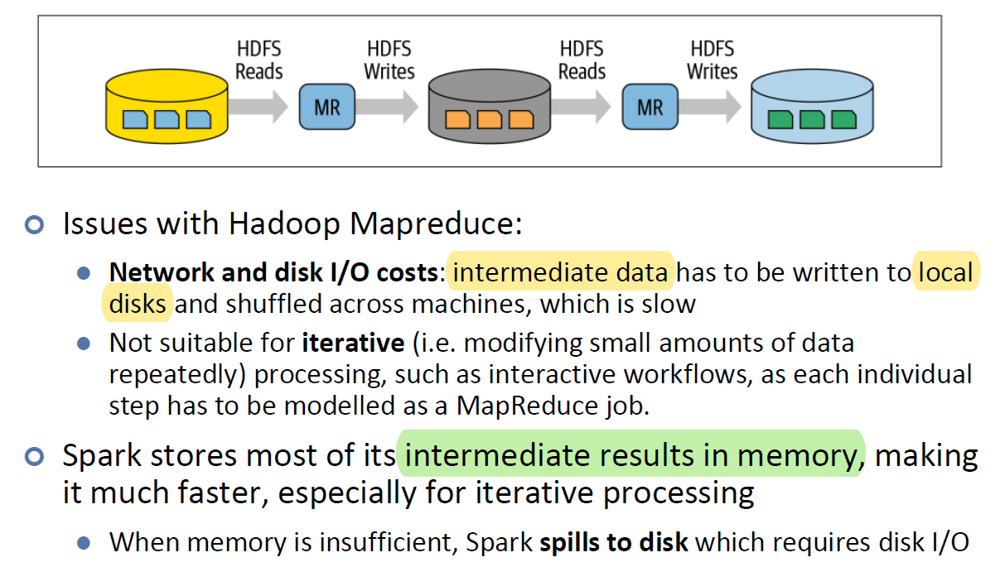 HDFS Reads
HDFS Writes
HDFS Reads
HDFS Writes
MR
MR
Issues with Hadoop Mapreduce:
Network and disk I/O costs: intermediate data has to be written to local
disks and shuffled across machines, which is slow
Not suitable for iterative (i.e. modifying small amounts of data
repeatedly) processing, such as interactive workflows, as each individual
step has to be modelled as a MapReduce job.
Spark stores most of its intermediate results in memory, making
it much faster, especially for iterative processing
When memory is insufficient, Spark spills to disk which requires disk I/O